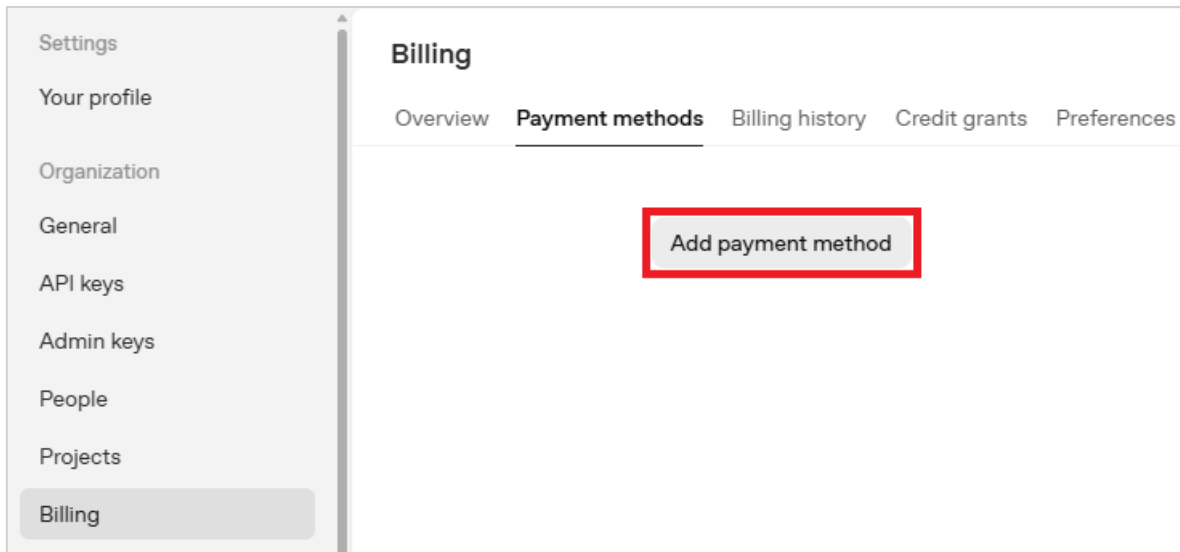 Settings
Your profile
Organization
General
API keys
Admin keys
People
Projects
Billing
Billing
Overview Payment methods Billing history Credit grants Preferences
Add payment method